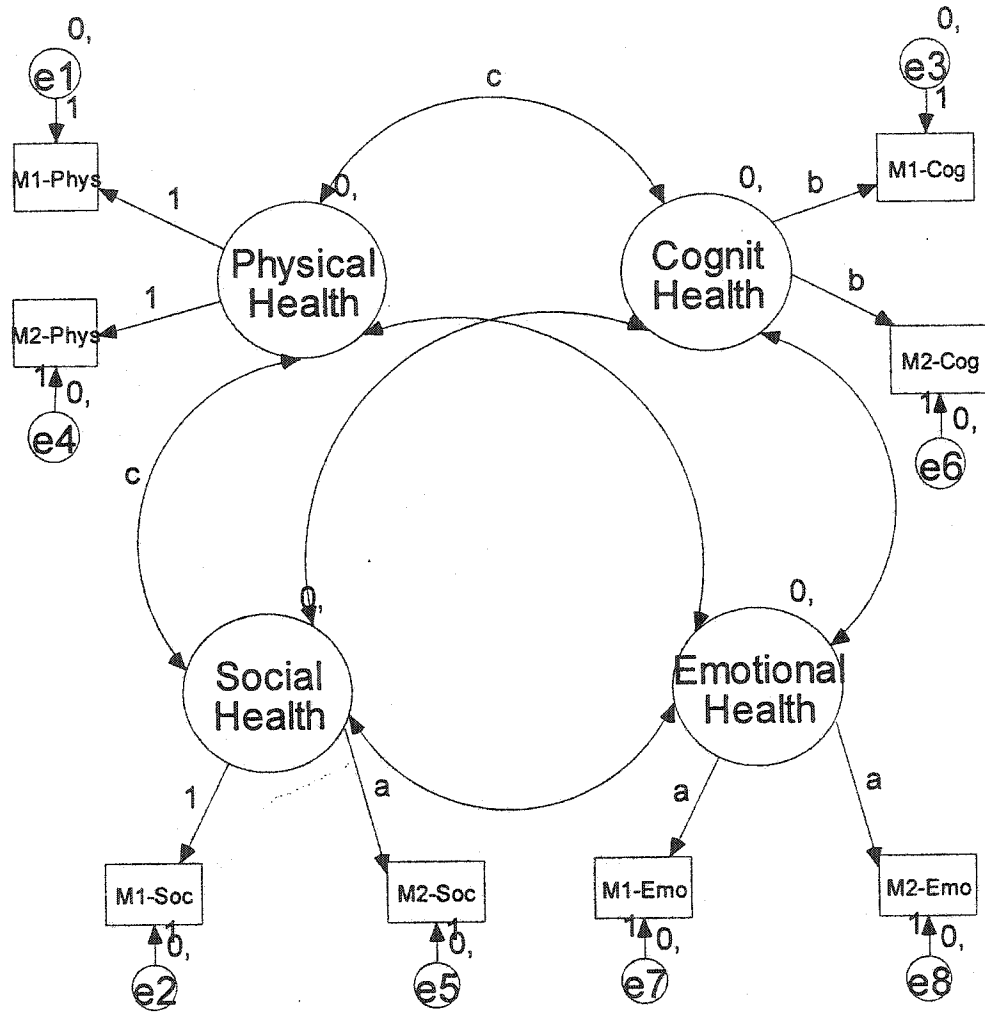 0,
e1
1
M1-Phys
1
c
0,
e3
1
M1-Cog
0,
b
0,
Physical
Health
Cognit
Health
1
M2-Phys
1
0,
e4
b
M2-Cog
1
0,
e6
c
0,
Social
Health
0,
Emotional
Health
1
a
a
a
M1-Soc
1
0,
e2
M2-Soc
1
0,
e5
M1-Emo
1
0,
e7
M2-Emo
1
0,
e8